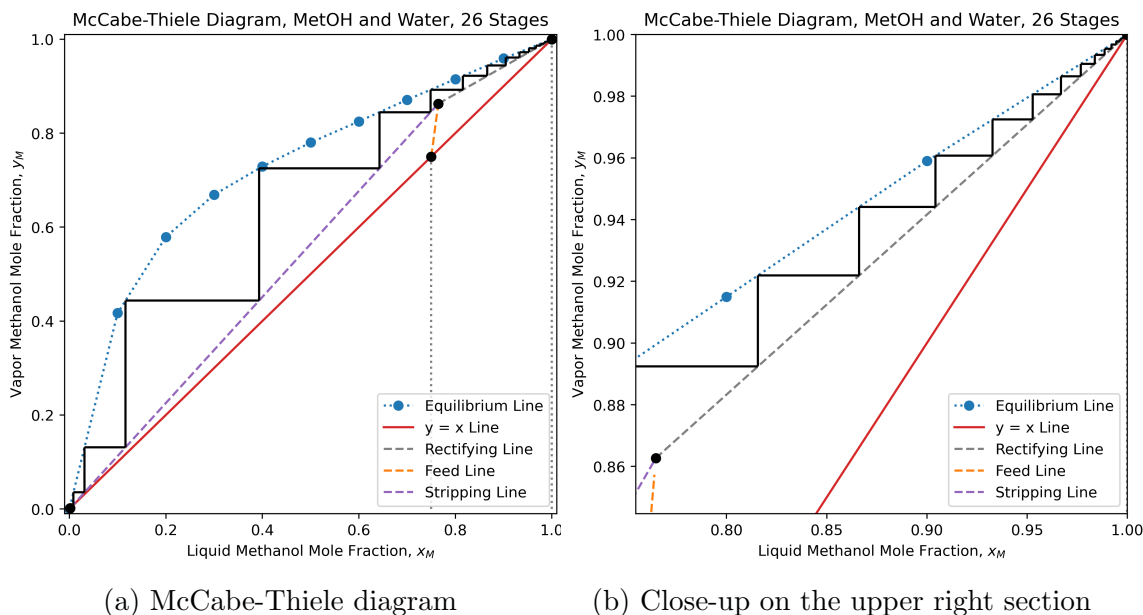 McCabe-Thiele Diagram, MetOH and Water, 26 Stages
1.0
0.8
0.6
0.4
0.2
0.0
Vapor Methanol Mole Fraction, y_M
Equilibrium Line
y = x Line
Rectifying Line
Feed Line
Stripping Line
0.0 0.2 0.4 0.6 0.8 1.0
Liquid Methanol Mole Fraction, x_M
(a) McCabe-Thiele diagram
McCabe-Thiele Diagram, MetOH and Water, 26 Stages
1.00
0.98
0.96
0.94
0.92
0.90
0.88
0.86
Vapor Methanol Mole Fraction, y_M
Equilibrium Line
y = x Line
Rectifying Line
Feed Line
Stripping Line
0.80 0.85 0.90 0.95 1.00
Liquid Methanol Mole Fraction, x_M
(b) Close-up on the upper right section